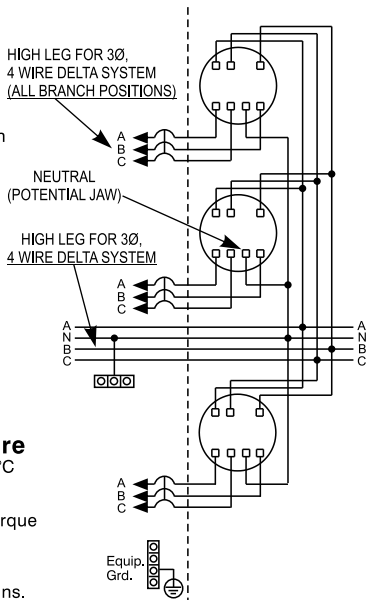 HIGH LEG FOR 3Ø,
4 WIRE DELTA SYSTEM
(ALL BRANCH POSITIONS)
A
B
C
NEUTRAL
(POTENTIAL JAW)
HIGH LEG FOR 3Ø,
4 WIRE DELTA SYSTEM
A
B
C
A
N
B
C
A
N
B
C
re
°C
A
B
C
rque
Equip.
Grd.
ns.